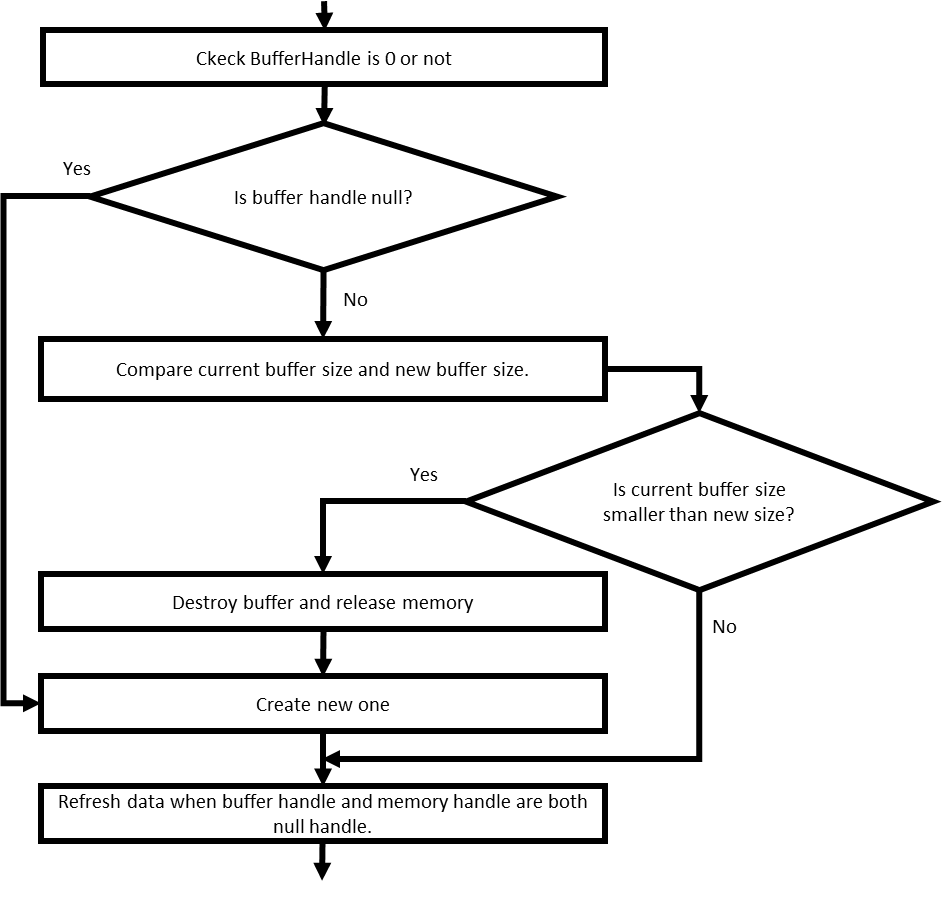 Ckeck BufferHandle is 0 or not
Yes
Is buffer handle null?
No
Compare current buffer size and new buffer size.
Yes
Is current buffer size
smaller than new size?
Destroy buffer and release memory
No
Create new one
Refresh data when buffer handle and memory handle are both
null handle.